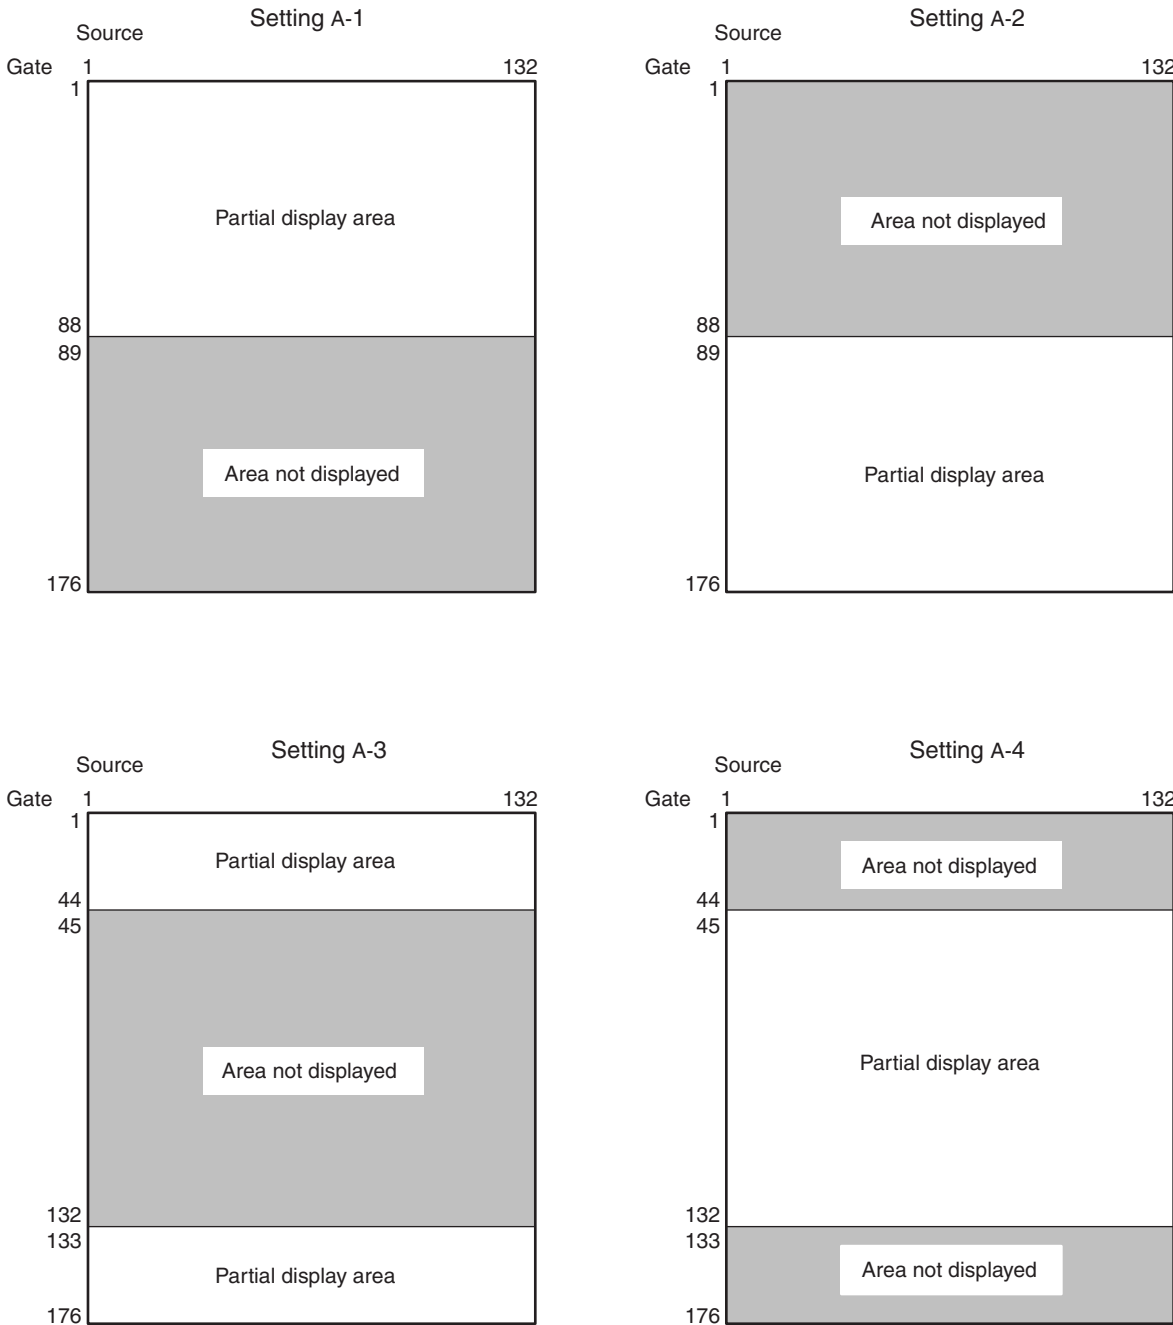 Setting A-1
Source
Gate 1 132
1
Partial display area
88
89
Area not displayed
176
Setting A-2
Source
Gate 1 132
1
Area not displayed
88
89
Partial display area
176
Setting A-3
Source
Gate 1 132
1
Partial display area
44
45
Area not displayed
132
133
Partial display area
176
Setting A-4
Source
Gate 1 132
1
Area not displayed
44
45
Partial display area
132
133
Area not displayed
176